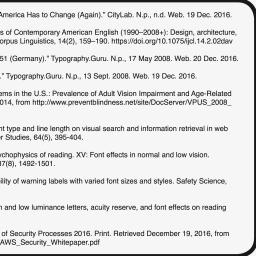 America Has to Change (Again)." CityLab. N.p., n.d. Web. 19 Dec. 2016.
s of Contemporary American English (1990–2008+): Design, architecture,
orpus Linguistics, 14(2), 159–190. https://doi.org/10.1075/ijcl.14.2.02dav
51 (Germany)." Typography.Guru. N.p., 17 May 2008. Web. 20 Dec. 2016.
." Typography.Guru. N.p., 13 Sept. 2008. Web. 19 Dec. 2016.
ems in the U.S.: Prevalence of Adult Vision Impairment and Age-Related
014, from http://www.preventblindness.net/site/DocServer/VPUS_2008_
nt type and line length on visual search and information retrieval in web
r Studies, 64(5), 395-404.
ychophysics of reading. XV: Font effects in normal and low vision.
37(8), 1492-1501.
ility of warning labels with varied font sizes and styles. Safety Science,
n and low luminance letters, acuity reserve, and font effects on reading
of Security Processes 2016. Print. Retrieved December 19, 2016, from
AWS_Security_Whitepaper.pdf